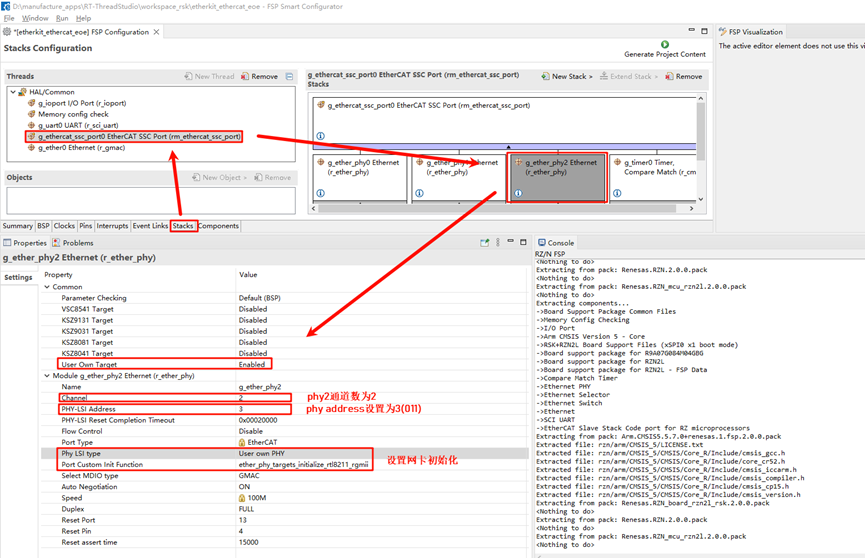 D:\manufacture_apps\RT-ThreadStudio\workspace_rsk\etherkit_ethercat_eoe - FSP Smart Configurator
File Window Run Help
*[etherkit_ethercat_eoe] FSP Configuration
FSP Visualization
Stacks Configuration
The active editor element does not use this vi
Generate Project Content
Threads
New Thread
Remove
HAL/Common
g_ioport I/O Port (r_ioport)
Memory config check
g_uart0 UART (r_sci_uart)
g_ethercat_ssc_port0 EtherCAT SSC Port (rm_ethercat_ssc_port)
g_ether0 Ethernet (r_gmac)
Objects
New Object >
Remove
g_ethercat_ssc_port0 EtherCAT SSC Port (rm_ethercat_ssc_port)
Stacks
New Stack >
Extend Stack >
Remove
g_ethercat_ssc_port0 EtherCAT SSC Port (rm_ethercat_ssc_port)
g_ether_phy0 Ethernet
(r_ether_phy)
g_ether_phy1 Ethernet
(r_ether_phy)
g_ether_phy2 Ethernet
(r_ether_phy)
g_timer0 Timer,
Compare Match (r_cm
Summary BSP Clocks Pins Interrupts Event Links Stacks Components
Properties Problems
g_ether_phy2 Ethernet (r_ether_phy)
Settings
Property Value
Common
Parameter Checking Default (BSP)
VSC8541 Target Disabled
KSZ9131 Target Disabled
KSZ9031 Target Disabled
KSZ8081 Target Disabled
KSZ8041 Target Disabled
User Own Target Enabled
Module g_ether_phy2 Ethernet (r_ether_phy)
Name g_ether_phy2
Channel 2
phy2通道数为2
PHY-LSI Address 3
phy address设置为3(011)
PHY-LSI Reset Completion Timeout 0x00020000
Flow Control Disable
Port Type EtherCAT
Phy LSI type User own PHY
设置网卡初始化
Port Custom Init Function ether_phy_targets_initialize_rtl8211_rgmii
Select MDIO type GMAC
Auto Negotiation ON
Speed 100M
Duplex FULL
Reset Port 13
Reset Pin 4
Reset assert time 15000
Console
RZ/N FSP
<Nothing to do>
Extracting from pack: Renesas.RZN.2.0.0.pack
<Nothing to do>
Extracting from pack: Renesas.RZN_mcu_rzn2l.2.0.0.pack
<Nothing to do>
Extracting components...
->Board Support Package Common Files
->Memory Config Checking
->I/O Port
->Arm CMSIS Version 5 - Core
->RSK+RZN2L Board Support Files (xSPI0 x1 boot mode)
->Board support package for R9A07G084M04GBG
->Board support package for RZN2L
->Board support package for RZN2L - FSP Data
->Compare Match Timer
->Ethernet PHY
->Ethernet Selector
->Ethernet Switch
->Ethernet
->SCI UART
->EtherCAT Slave Stack Code port for RZ microprocessors
Extracting from pack: Arm.CMSIS5.5.7.0+renesas.1.fsp.2.0.0.pack
Extracted file: rzn/arm/CMSIS_5/LICENSE.txt
Extracted file: rzn/arm/CMSIS_5/CMSIS/Core_R/Include/cmsis_gcc.h
Extracted file: rzn/arm/CMSIS_5/CMSIS/Core_R/Include/core_cr52.h
Extracted file: rzn/arm/CMSIS_5/CMSIS/Core_R/Include/cmsis_iccarm.h
Extracted file: rzn/arm/CMSIS_5/CMSIS/Core_R/Include/cmsis_compiler.h
Extracted file: rzn/arm/CMSIS_5/CMSIS/Core_R/Include/cmsis_cp15.h
Extracted file: rzn/arm/CMSIS_5/CMSIS/Core_R/Include/cmsis_version.h
Extracting from pack: Renesas.RZN_board_rzn2l_rsk.2.0.0.pack
<Nothing to do>
Extracting from pack: Renesas.RZN.2.0.0.pack
<Nothing to do>
Extracting from pack: Renesas.RZN_mcu_rzn2l.2.0.0.pack
<Nothing to do>